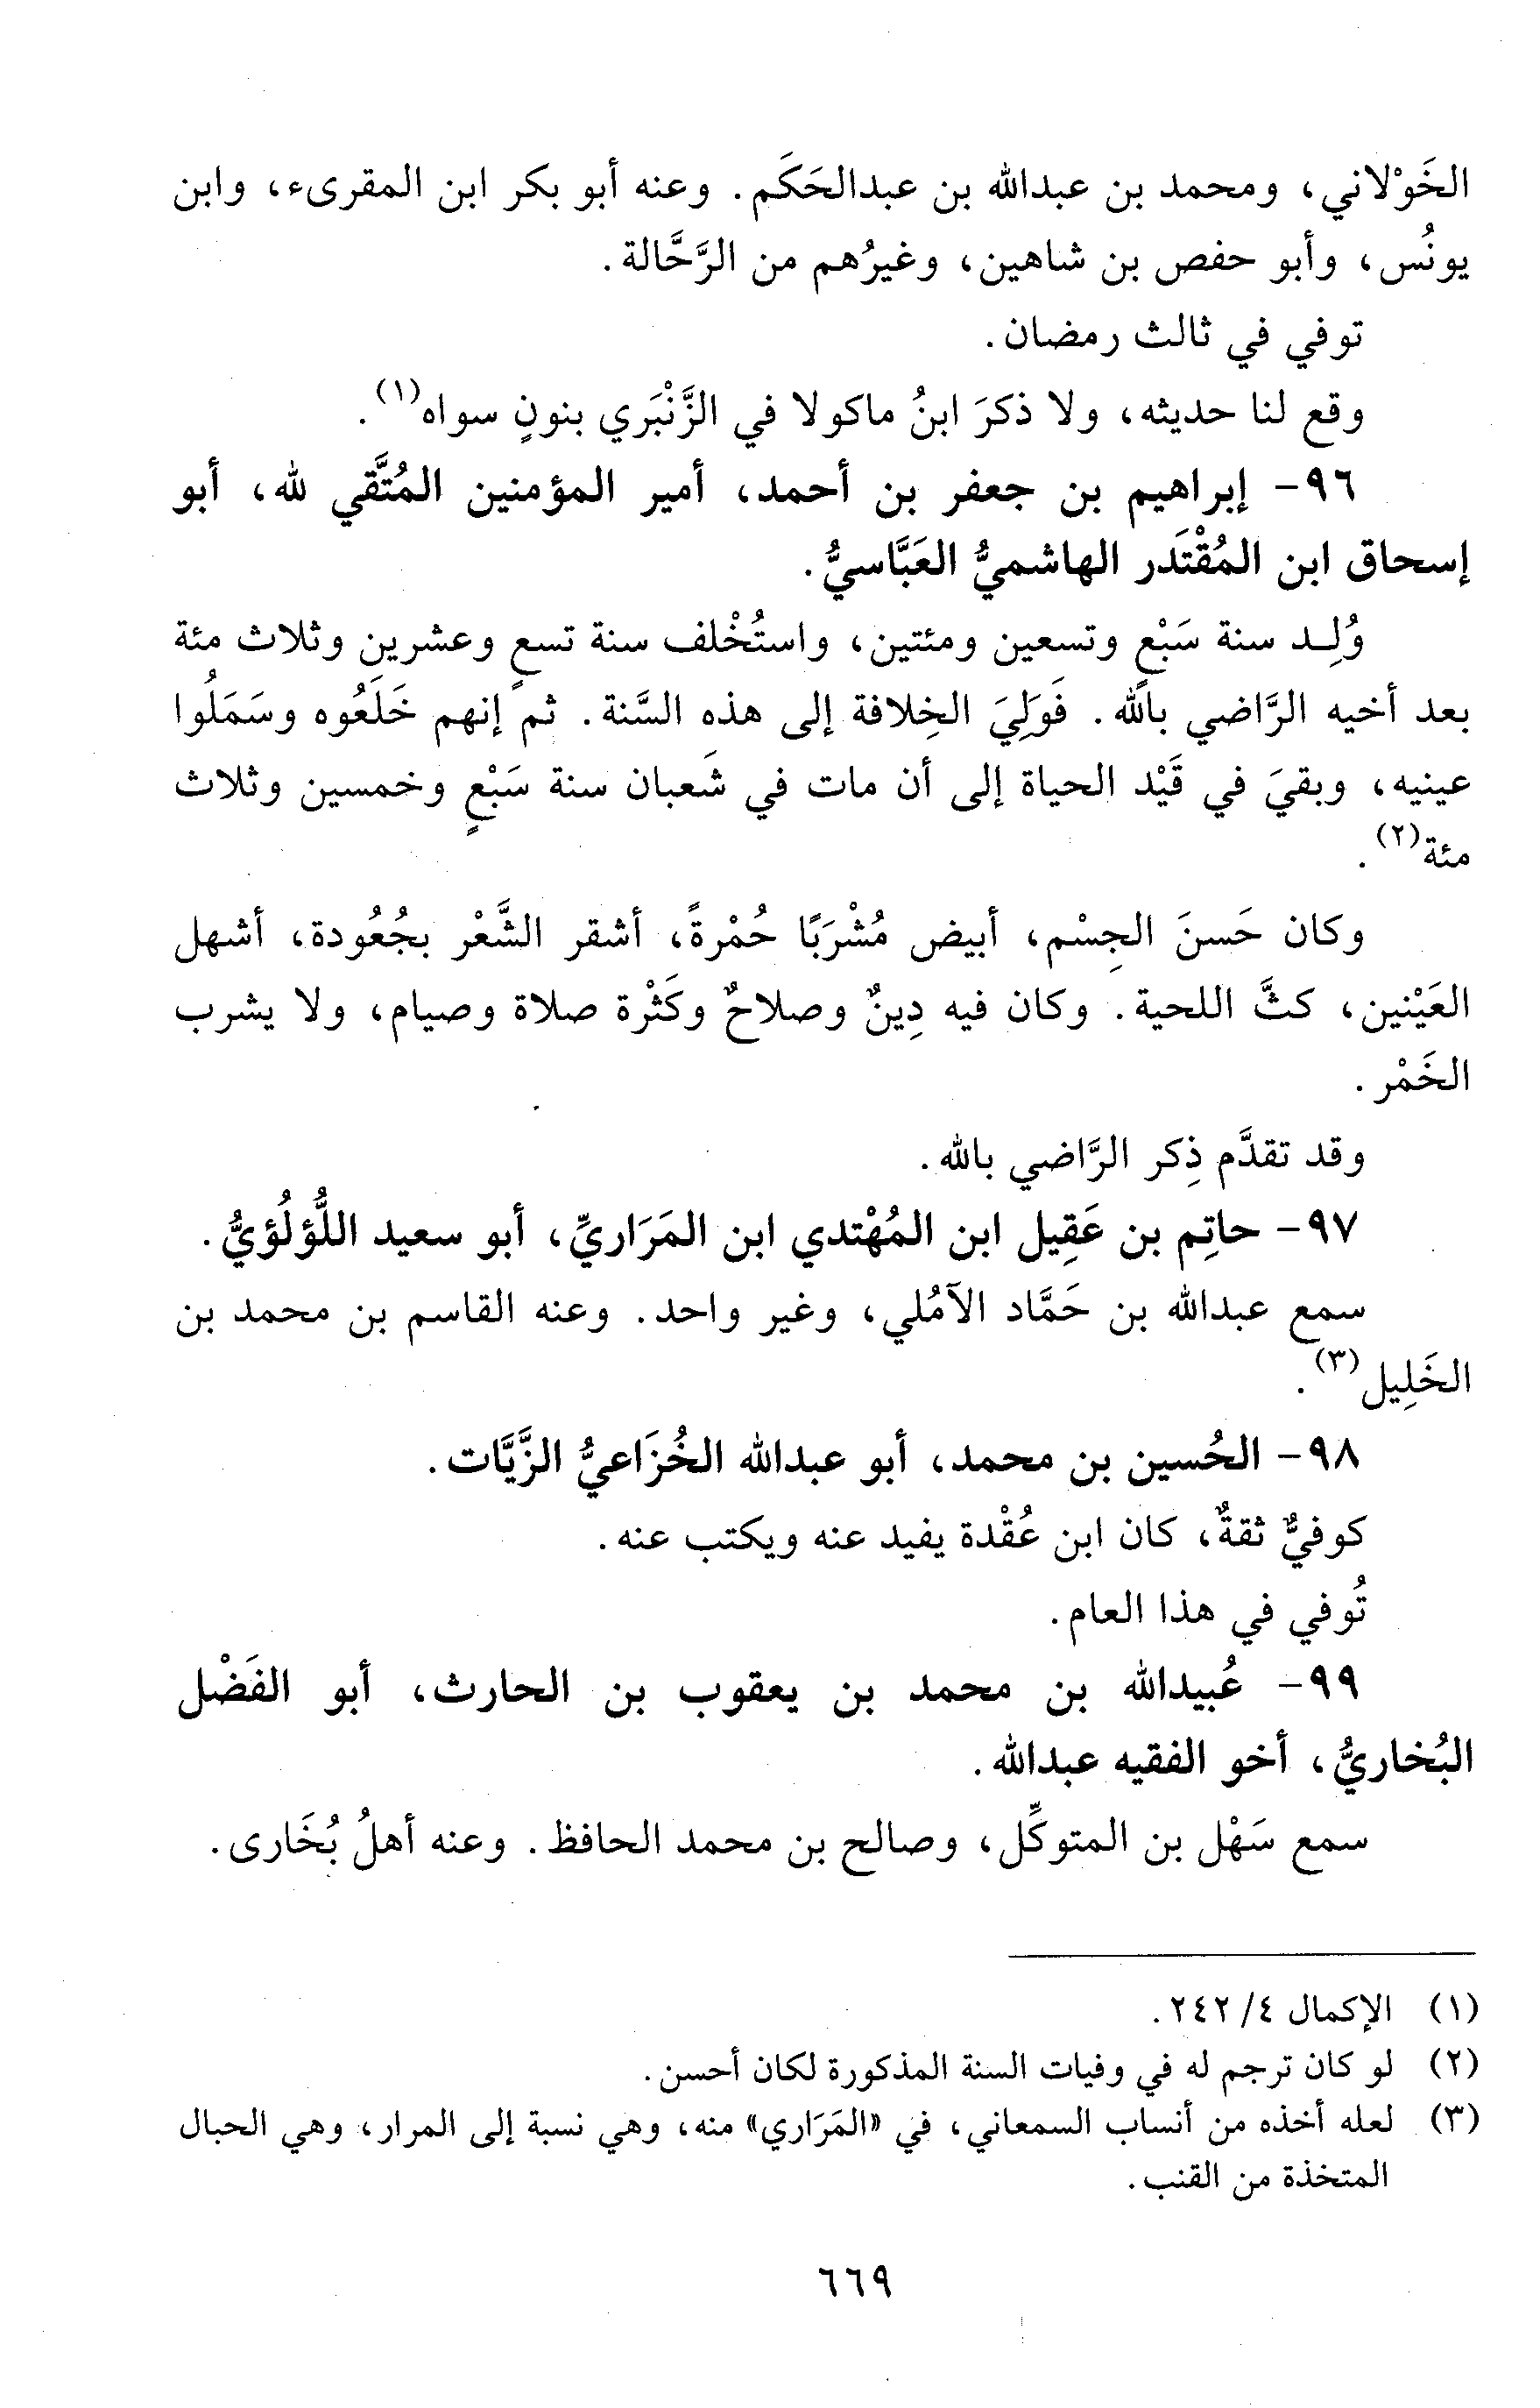 الخَوْلاني، ومحمد بن عبدالله بن عبدالحَكَم. وعنه أبو بكر ابن المقرىء، وابن
يونُس، وأبو حفص بن شاهين، وغيرُهم من الرَّحَّالة.
توفي في ثالث رمضان.
وقع لنا حديثه، ولا ذكرَ ابنُ ماكولا في الزَّنْبَري بنونٍ سواه(١).
٩٦- إبراهيم بن جعفر بن أحمد، أمير المؤمنين المُتَّقي لله، أبو
إسحاق ابن المُقْتَدر الهاشميُّ العَبَّاسيُّ.
وُلِد سنة سَبْعٍ وتسعين ومئتين، واستُخْلف سنة تسعٍ وعشرين وثلاث مئة
بعد أخيه الرَّاضي بالله. فَوَلِيَ الخِلافة إلى هذه السَّنة. ثم إنهم خَلَعُوه وسَمَلُوا
عينيه، وبقيَ في قَيْد الحياة إلى أن مات في شَعبان سنة سَبْعٍ وخمسين وثلاث
مئة(٢).
وكان حَسنَ الجِسْم، أبيض مُشْرَبًا حُمْرةً، أشقر الشَّعْر بجُعُودة، أشهل
العَيْنين، كثَّ اللحية. وكان فيه دِينٌ وصلاحٌ وكَثْرة صلاة وصيام، ولا يشرب
الخَمْر.
وقد تقدَّم ذِكر الرَّاضي بالله.
٩٧- حاتِم بن عَقِيل ابن المُهْتدي ابن المَرَاريِّ، أبو سعيد اللُّؤلُؤيُّ.
سمع عبدالله بن حَمَّاد الآمُلي، وغير واحد. وعنه القاسم بن محمد بن
الخَلِيل(٣).
٩٨- الحُسين بن محمد، أبو عبدالله الخُزَاعيُّ الزَّيَّات.
كوفيٌّ ثقةٌ، كان ابن عُقْدة يفيد عنه ويكتب عنه.
تُوفي في هذا العام.
٩٩- عُبيدالله بن محمد بن يعقوب بن الحارث، أبو الفَضْل
البُخاريُّ، أخو الفقيه عبدالله.
سمع سَهْل بن المتوكِّل، وصالح بن محمد الحافظ. وعنه أهلُ بُخَارى.
(١) الإكمال ٤/ ٢٤٢.
(٢) لو كان ترجم له في وفيات السنة المذكورة لكان أحسن.
(٣) لعله أخذه من أنساب السمعاني، في «المَرَاري» منه، وهي نسبة إلى المرار، وهي الحبال
المتخذة من القنب.
٦٦٩